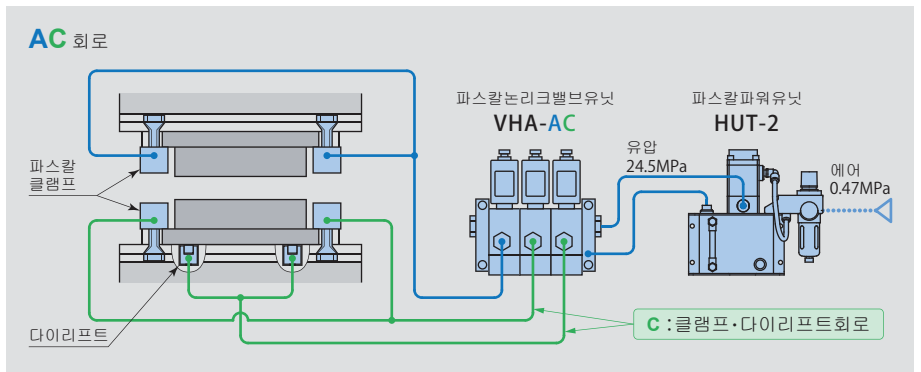 AC 회로
파스칼논리크밸브유닛
VHA-AC
파스칼파워유닛
HUT-2
유압
24.5MPa
에어
0.47MPa
파스칼
클램프
다이리프트
C : 클램프·다이리프트회로